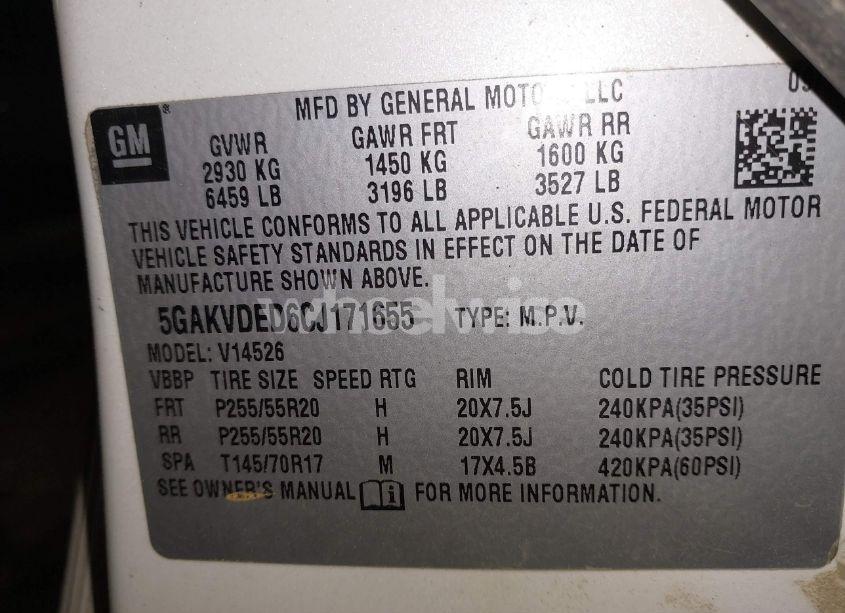 GM
®
MFD BY GENERAL MOTO LLC
GVWR GAWR FRT GAWR RR
2930 KG 1450 KG 1600 KG
6459 LB 3196 LB 3527 LB
THIS VEHICLE CONFORMS TO ALL APPLICABLE U.S. FEDERAL MOTOR
VEHICLE SAFETY STANDARDS IN EFFECT ON THE DATE OF
MANUFACTURE SHOWN ABOVE.
wheelwise
5GAKVDED6CJ171655 TYPE: M.P.V.
MODEL: V14526
VBBP TIRE SIZE SPEED RTG RIM COLD TIRE PRESSURE
FRT P255/55R20 H 20X7.5J 240KPA(35PSI)
RR P255/55R20 H 20X7.5J 240KPA(35PSI)
SPA T145/70R17 M 17X4.5B 420KPA(60PSI)
SEE OWNER'S MANUAL FOR MORE INFORMATION.